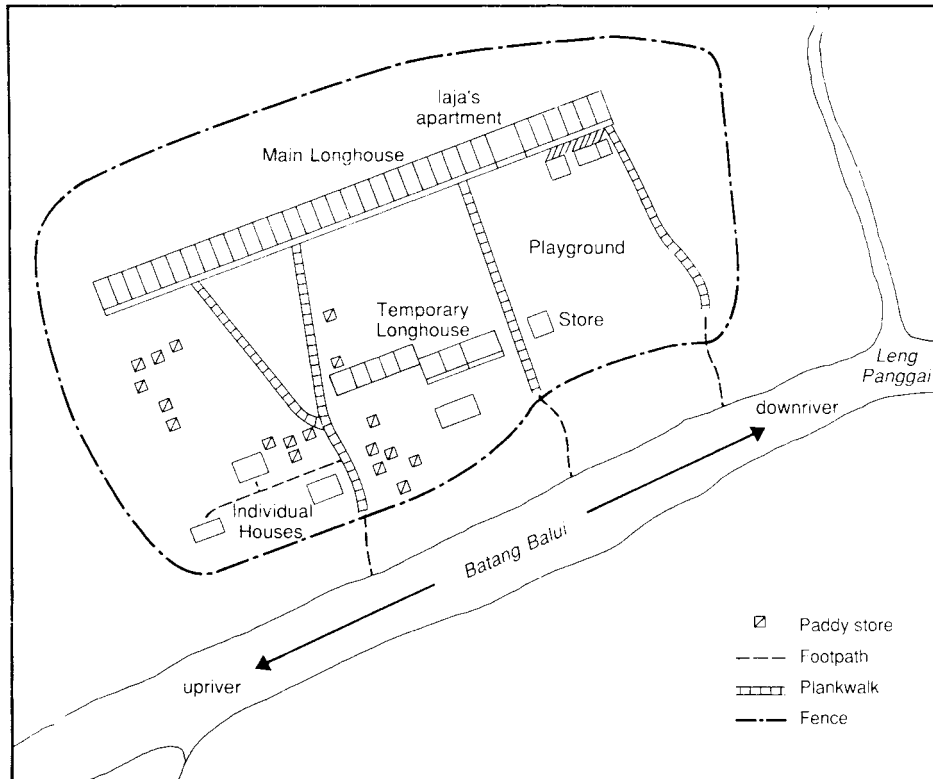 laja's
apartment
Main Longhouse
Playground
Temporary
Longhouse
Store
Leng
Panggai
downriver
Individual
Houses
Batang Balui
upriver
Paddy store
Footpath
Plankwalk
Fence